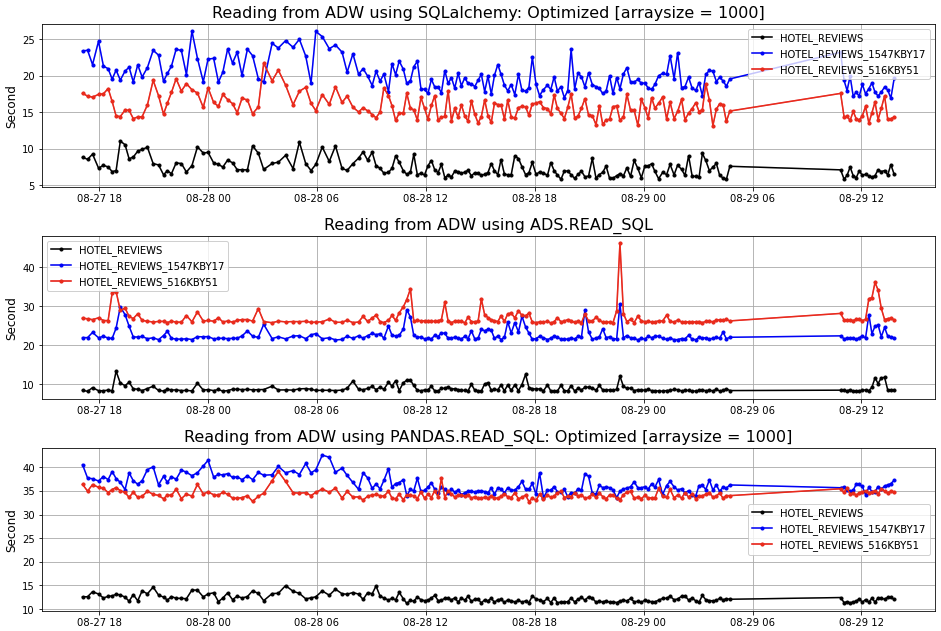 Reading from ADW using SQLalchemy: Optimized [arraysize = 1000]
25
20
15
10
5
Second
HOTEL_REVIEWS
HOTEL_REVIEWS_1547KBY17
HOTEL_REVIEWS_516KBY51
08-27 18
08-28 00
08-28 06
08-28 12
08-28 18
08-29 00
08-29 06
08-29 12
Reading from ADW using ADS.READ_SQL
40
30
20
10
Second
HOTEL_REVIEWS
HOTEL_REVIEWS_1547KBY17
HOTEL_REVIEWS_516KBY51
08-27 18
08-28 00
08-28 06
08-28 12
08-28 18
08-29 00
08-29 06
08-29 12
Reading from ADW using PANDAS.READ_SQL: Optimized [arraysize = 1000]
40
35
30
25
20
15
10
Second
HOTEL_REVIEWS
HOTEL_REVIEWS_1547KBY17
HOTEL_REVIEWS_516KBY51
08-27 18
08-28 00
08-28 06
08-28 12
08-28 18
08-29 00
08-29 06
08-29 12